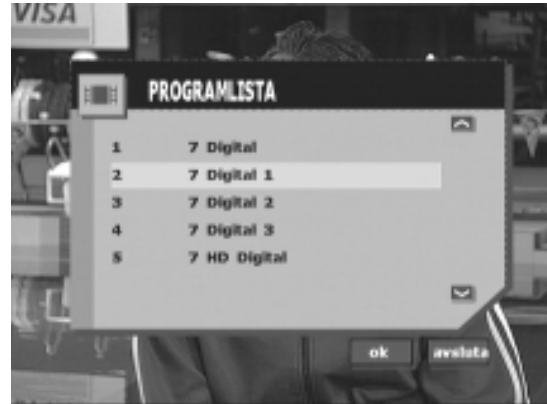 VISA
PROGRAMLISTA
1 7 Digital
2 7 Digital 1
3 7 Digital 2
4 7 Digital 3
5 7 HD Digital
ok avsluta